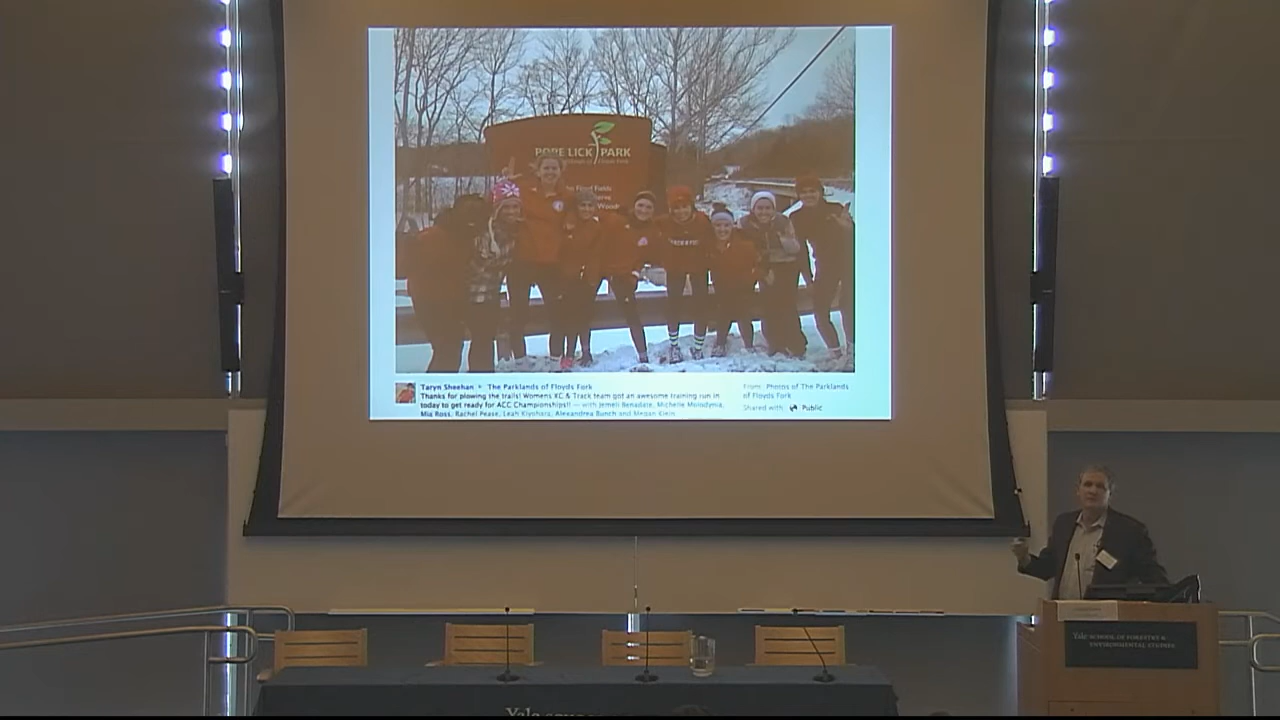 POPE LICK PARK
Taryn Sheehan ▸ The Parklands of Floyds Fork
Thanks for plowing the trails! Womens XC & Track team got an awesome training run in
today to get ready for ACC Championships!! — with Jemeli Benadate, Michelle
Mia Ross, Rachel Pease, Leah Kiyohara, Alexandrea Bunch and Megan Klein.
From: Photos of The Parklands
of Floyds Fork
Shared with: Public
Yale SCHOOL OF FORESTRY &
ENVIRONMENTAL STUDIES
Yale